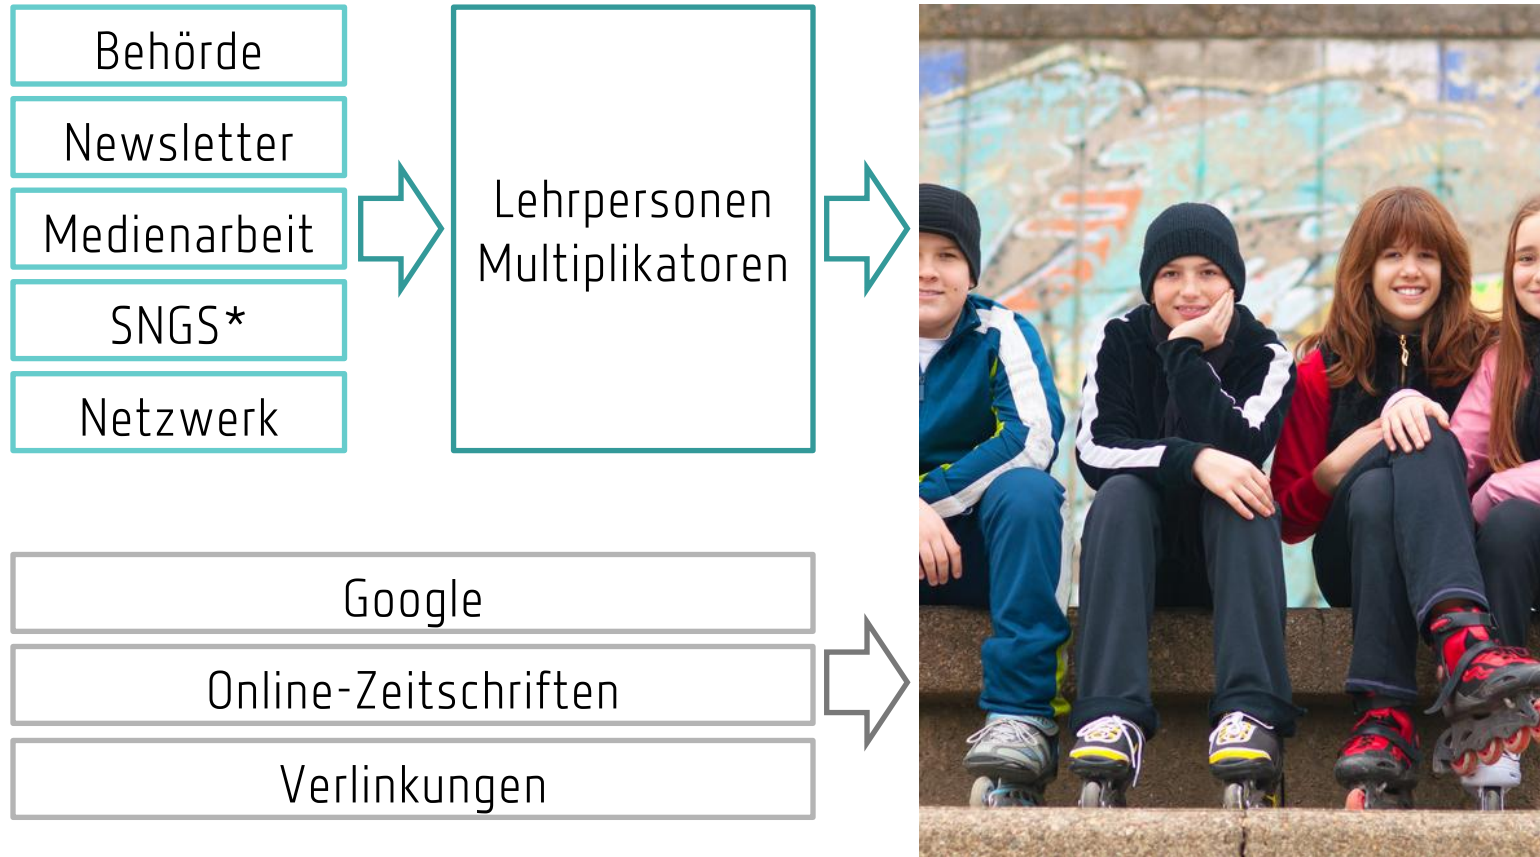 Behörde
Newsletter
Medienarbeit
SNGS*
Netzwerk
Lehrpersonen
Multiplikatoren
Google
Online-Zeitschriften
Verlinkungen